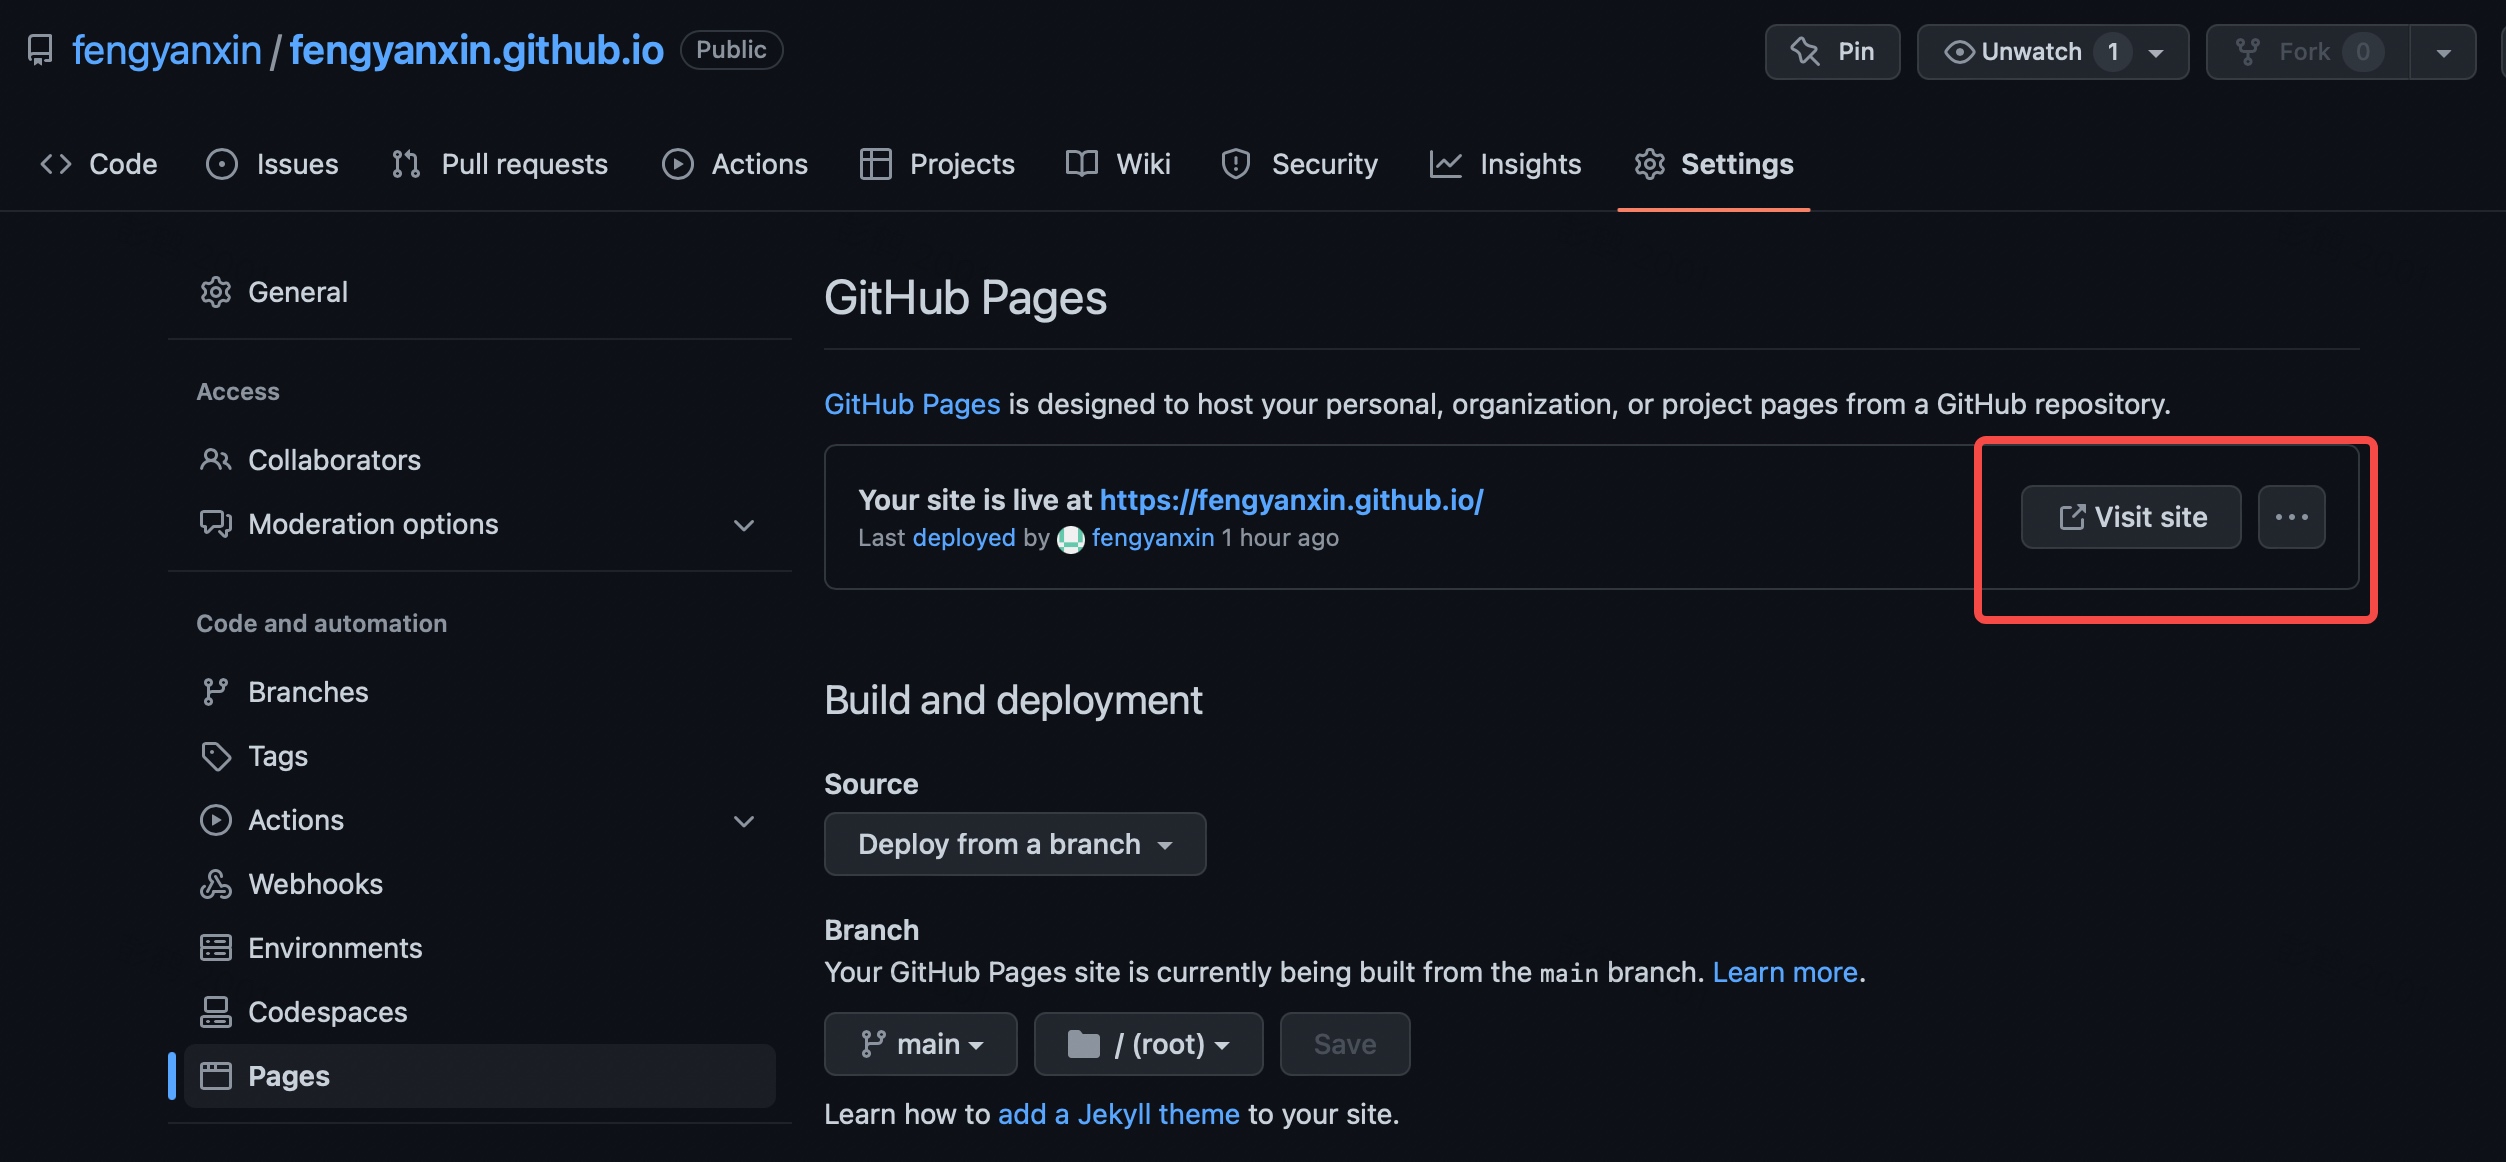 fengyanxin / fengyanxin.github.io Public
Pin
Unwatch 1
Fork 0
Code
Issues
Pull requests
Actions
Projects
Wiki
Security
Insights
Settings
General
Access
Collaborators
Moderation options
Code and automation
Branches
Tags
Actions
Webhooks
Environments
Codespaces
Pages
GitHub Pages
GitHub Pages is designed to host your personal, organization, or project pages from a GitHub repository.
Your site is live at https://fengyanxin.github.io/
Last deployed by fengyanxin 1 hour ago
Visit site
Build and deployment
Source
Deploy from a branch
Branch
Your GitHub Pages site is currently being built from the main branch. Learn more.
main
/ (root)
Save
Learn how to add a Jekyll theme to your site.